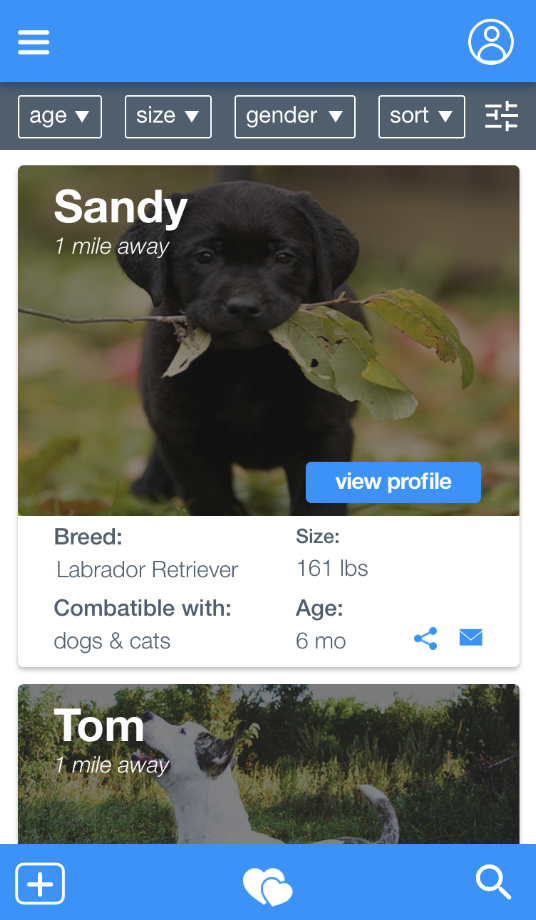 age ▼ size ▼ gender ▼ sort ▼
Sandy
1 mile away
view profile
Breed: Size:
Labrador Retriever 161 lbs
Combatible with: Age:
dogs & cats 6 mo
Tom
1 mile away